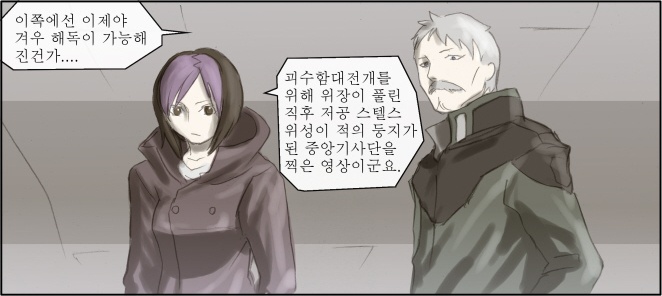 이쪽에선 이제야
겨우 해독이 가능해
진건가....
괴수함대전개를
위해 위장이 풀린
직후 저공 스텔스
위성이 적의 둥지가
된 중앙기사단을
찍은 영상이군요.